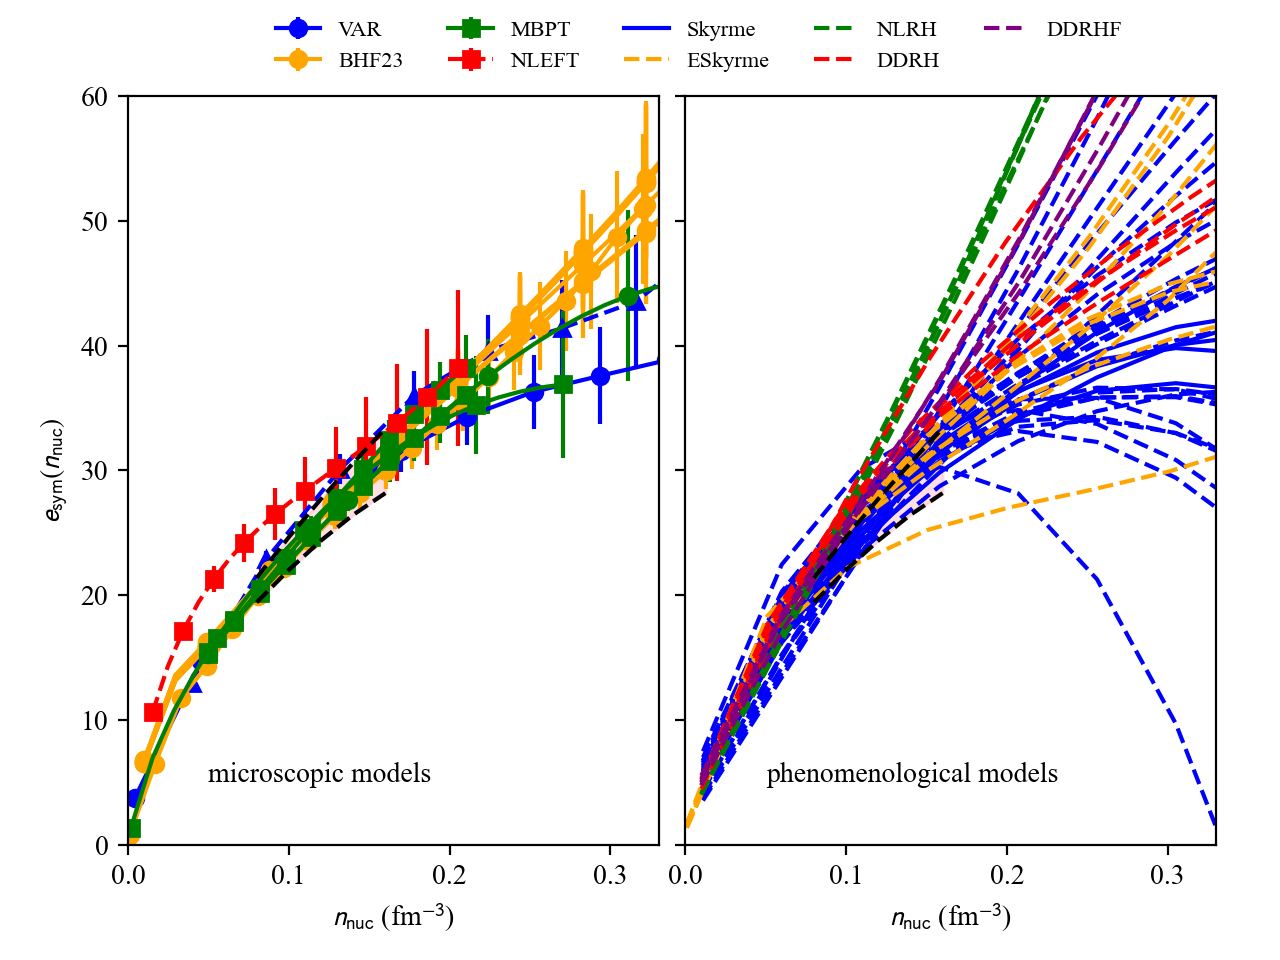 VAR MBPT Skyrme NLRH DDRHF
BHF23 NLEFT ESkyrme DDRH
60
50
40
30
20
10
0
e_sym(n_nuc)
microscopic models
phenomenological models
0.0 0.1 0.2 0.3
0.0 0.1 0.2 0.3
n_nuc (fm⁻³)
n_nuc (fm⁻³)